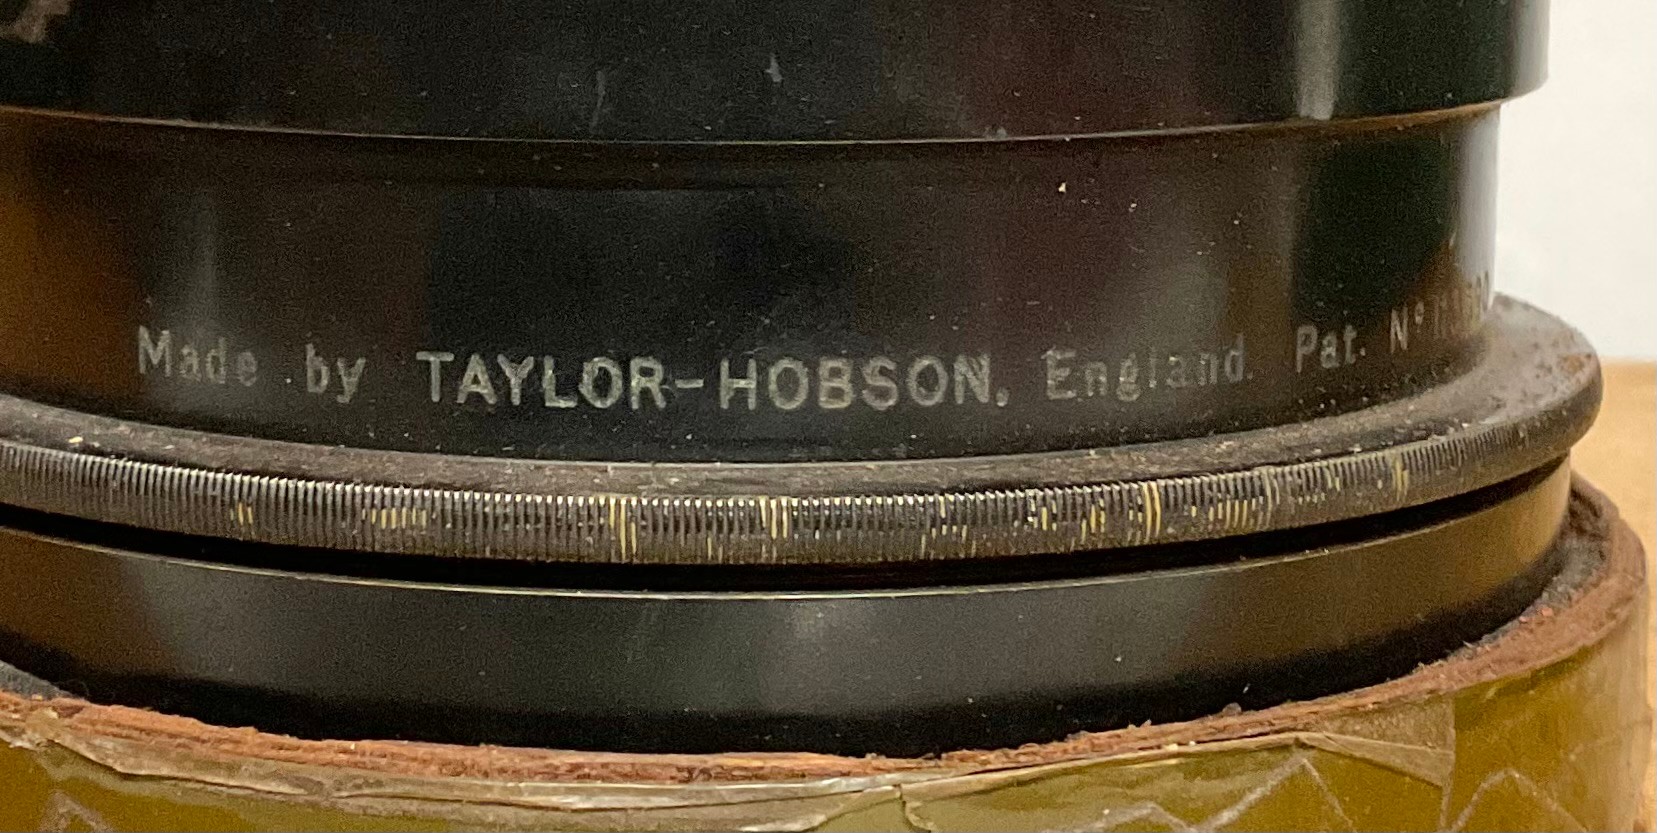 Made by TAYLOR-HOBSON, England. Pat. Nº